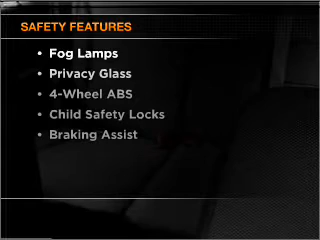 SAFETY FEATURES
• Fog Lamps
• Privacy Glass
• 4-Wheel ABS
• Child Safety Locks
• Braking Assist